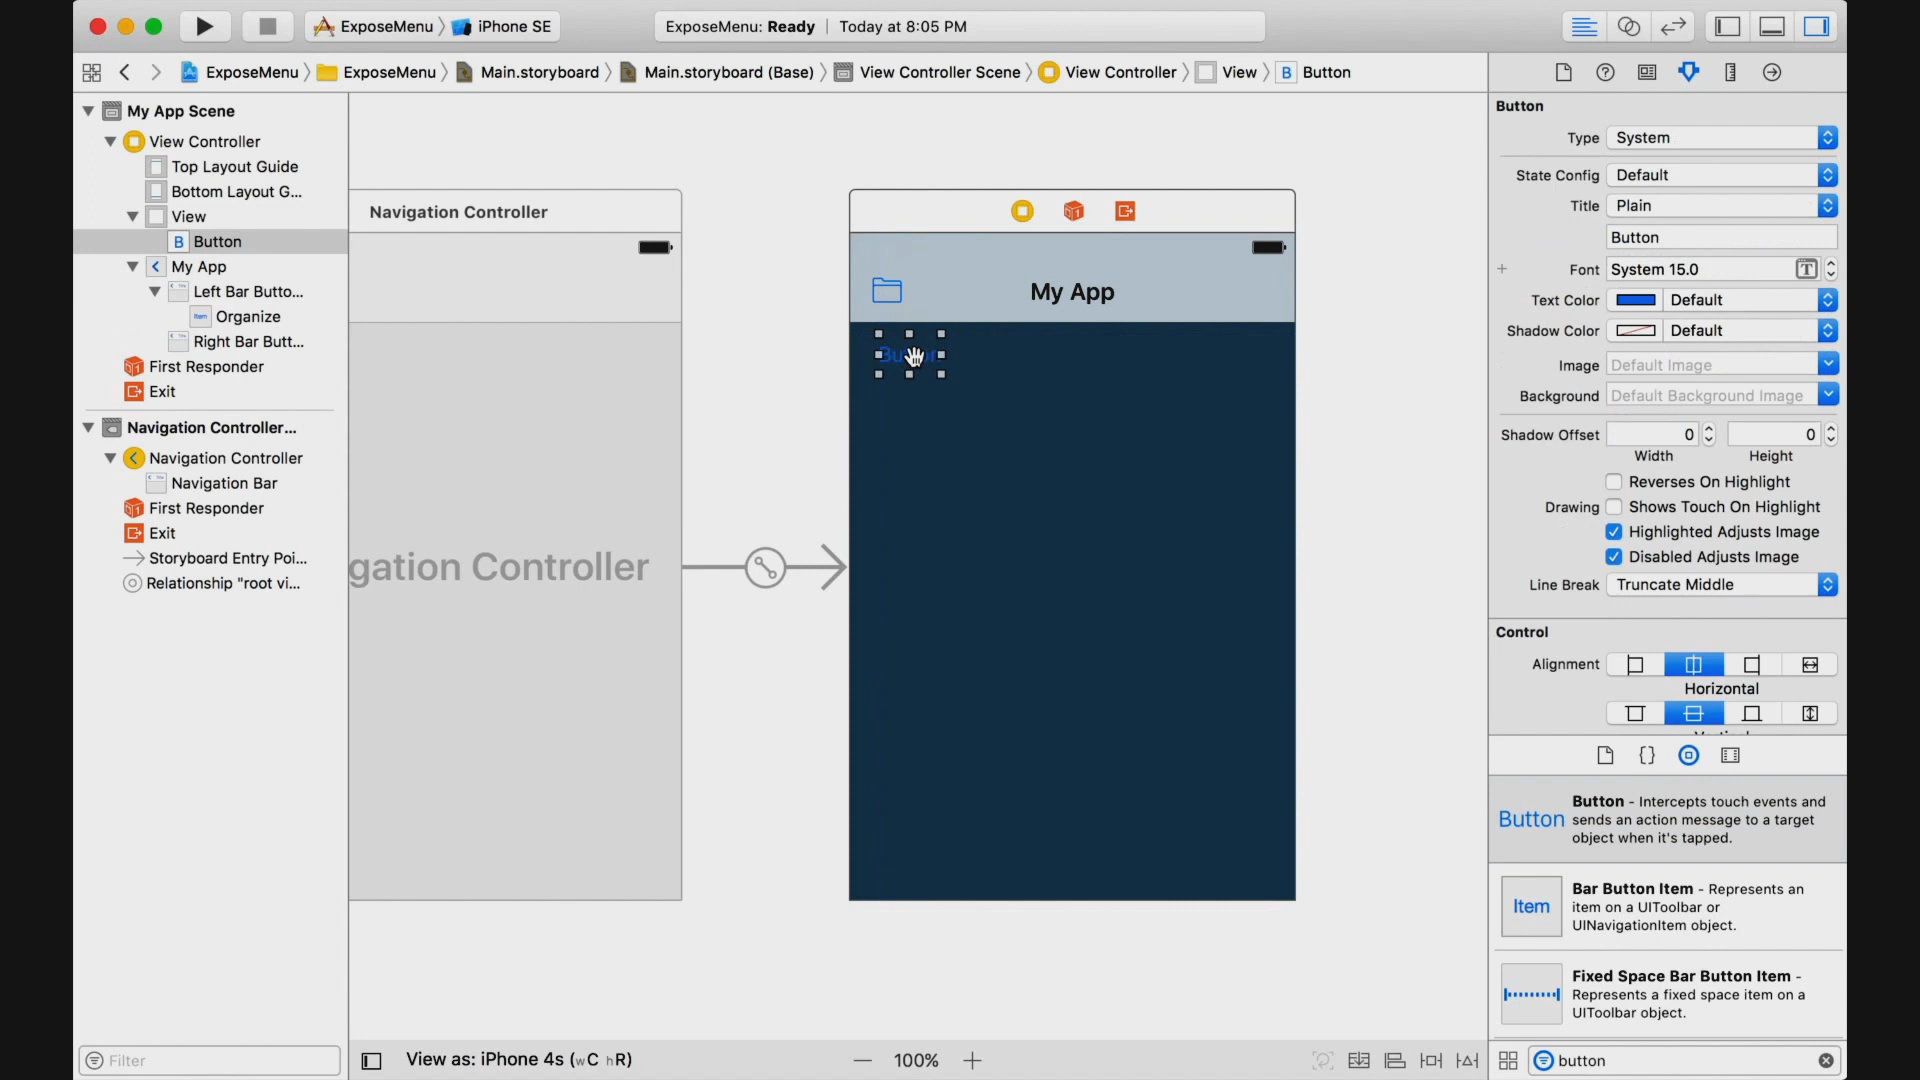 ExposeMenu
iPhone SE
ExposeMenu: Ready
Today at 8:05 PM
ExposeMenu
ExposeMenu
Main.storyboard
Main.storyboard (Base)
View Controller Scene
View Controller
View
B
Button
My App Scene
View Controller
Top Layout Guide
Bottom Layout G...
View
B Button
My App
Left Bar Butto...
Item Organize
Right Bar Butt...
First Responder
Exit
Navigation Controller...
Navigation Controller
Navigation Bar
First Responder
Exit
Storyboard Entry Poi...
Relationship "root vi...
Filter
Navigation Controller
gation Controller
My App
View as: iPhone 4s (wC hR)
100%
Button
Type System
State Config Default
Title Plain
Button
Font System 15.0
T
Text Color Default
Shadow Color Default
Image Default Image
Background Default Background Image
Shadow Offset 0 0
Width Height
Reverses On Highlight
Drawing Shows Touch On Highlight
Highlighted Adjusts Image
Disabled Adjusts Image
Line Break Truncate Middle
Control
Alignment
Horizontal
Button
Button - Intercepts touch events and
sends an action message to a target
object when it's tapped.
Item
Bar Button Item - Represents an
item on a UIToolbar or
UINavigationItem object.
Fixed Space Bar Button Item -
Represents a fixed space item on a
UIToolbar object.
button